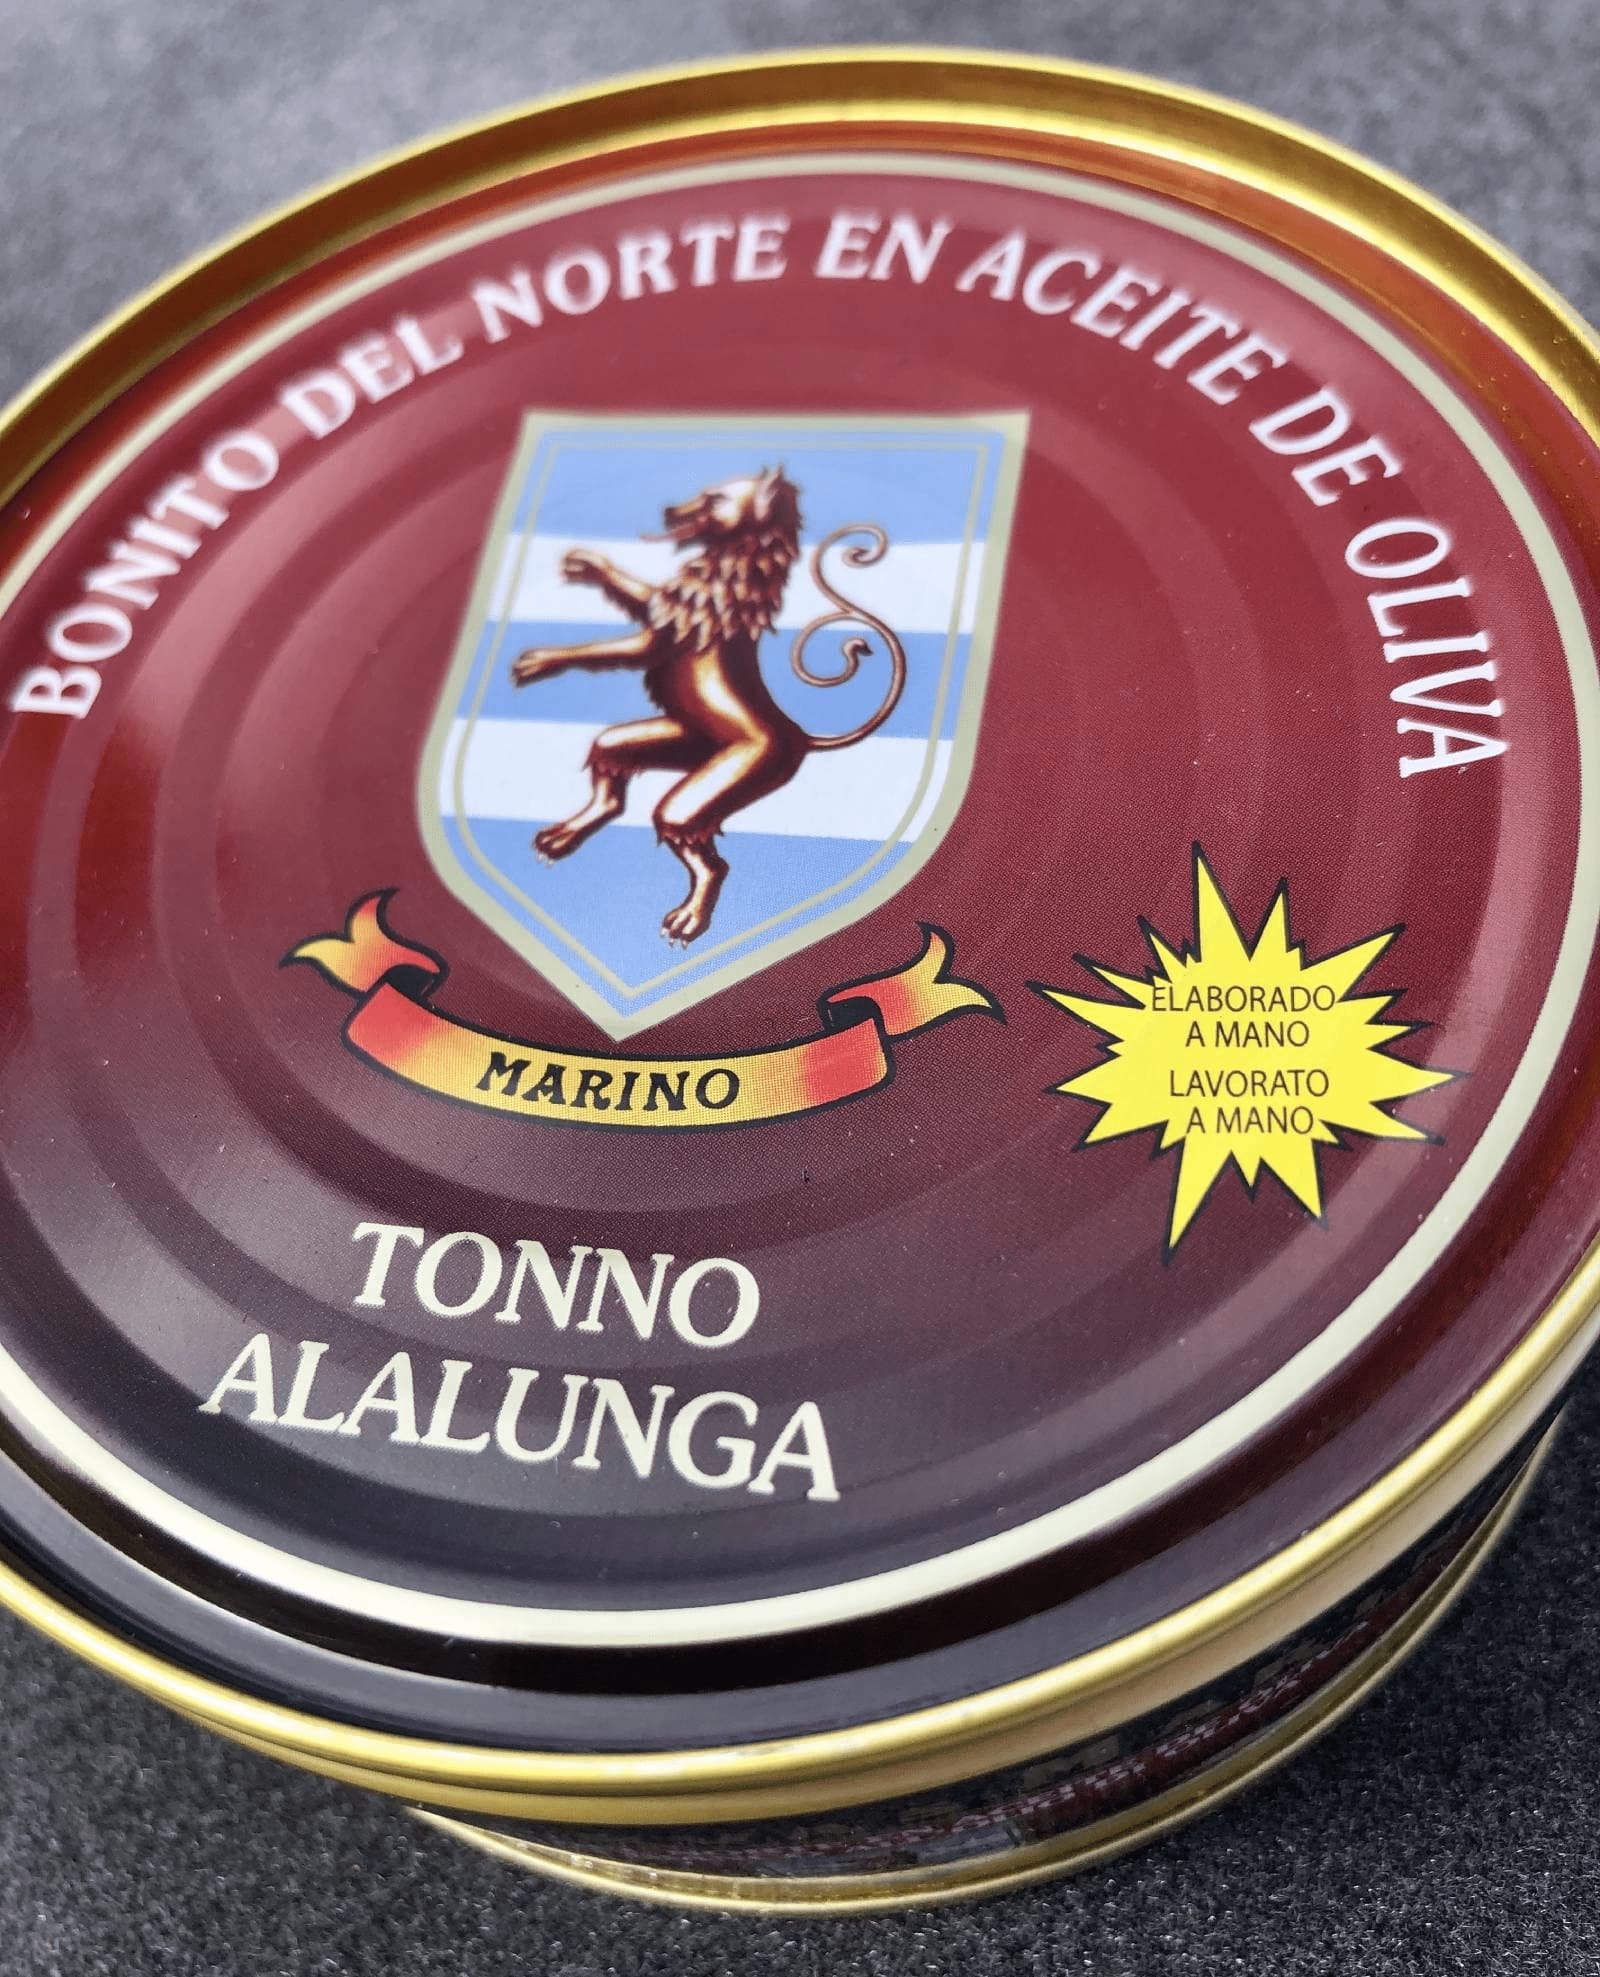 BONITO DEL NORTE EN ACEITE DE OLIVA
MARINO
ELABORADO
A MANO
LAVORATO
A MANO
TONNO
ALALUNGA